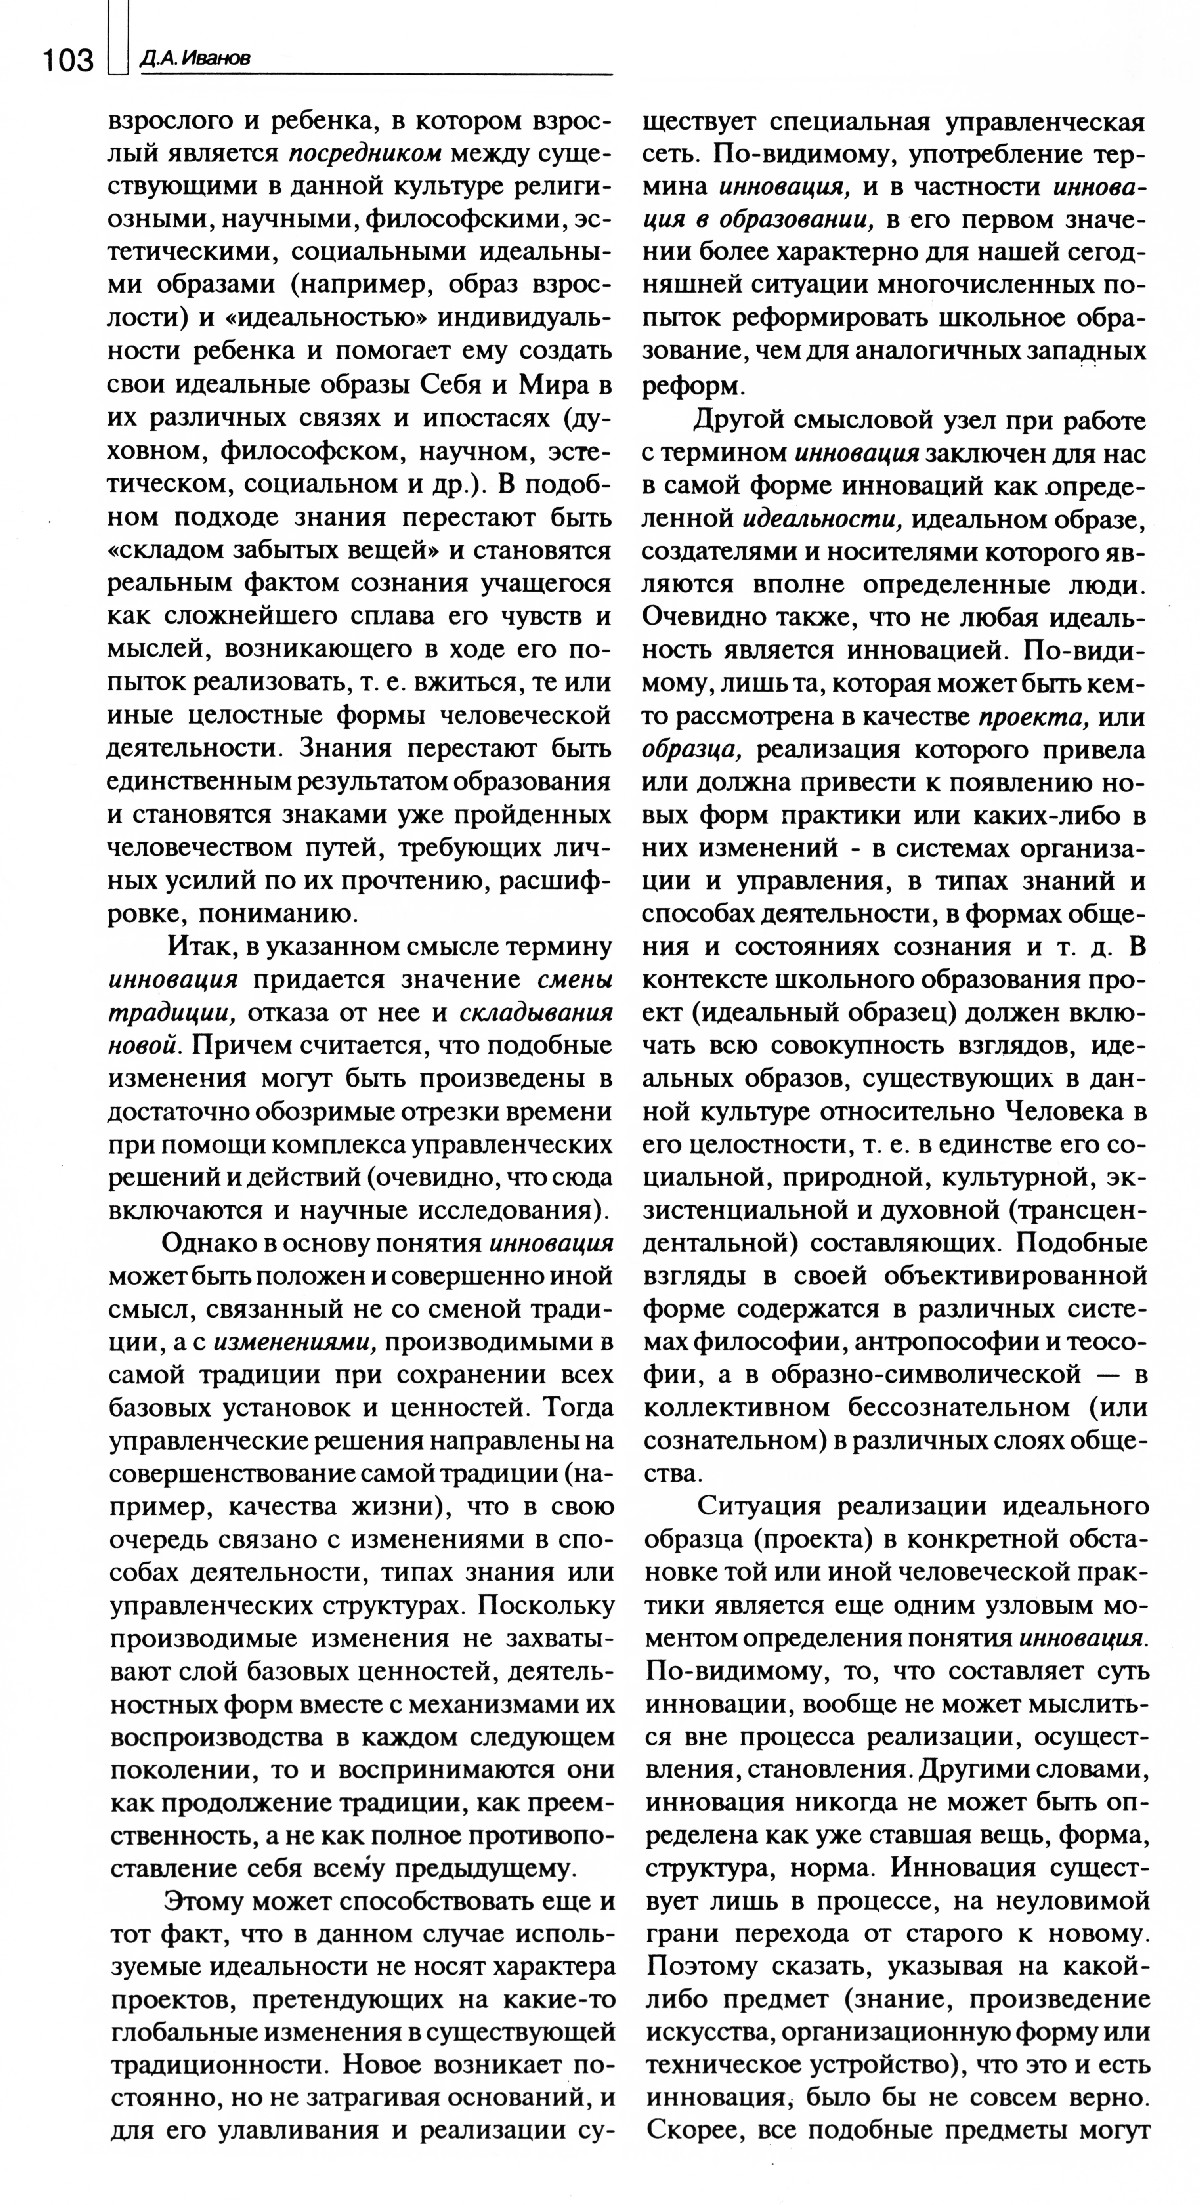 103
Д.А. Иванов
взрослого и ребенка, в котором взрос-
лый является посредником между суще-
ствующими в данной культуре религи-
озными, научными, философскими, эс-
тетическими, социальными идеальны-
ми образами (например, образ взрос-
лости) и «идеальностью» индивидуаль-
ности ребенка и помогает ему создать
свои идеальные образы Себя и Мира в
их различных связях и ипостасях (ду-
ховном, философском, научном, эсте-
тическом, социальном и др.). В подоб-
ном подходе знания перестают быть
«складом забытых вещей» и становятся
реальным фактом сознания учащегося
как сложнейшего сплава его чувств и
мыслей, возникающего в ходе его по-
пыток реализовать, т. е. вжиться, те или
иные целостные формы человеческой
деятельности. Знания перестают быть
единственным результатом образования
и становятся знаками уже пройденных
человечеством путей, требующих лич-
ных усилий по их прочтению, расшиф-
ровке, пониманию.
Итак, в указанном смысле термину
инновация придается значение смены
традиции, отказа от нее и складывания
новой. Причем считается, что подобные
изменения могут быть произведены в
достаточно обозримые отрезки времени
при помощи комплекса управленческих
решений и действий (очевидно, что сюда
включаются и научные исследования).
Однако в основу понятия инновация
может быть положен и совершенно иной
смысл, связанный не со сменой тради-
ции, а с изменениями, производимыми в
самой традиции при сохранении всех
базовых установок и ценностей. Тогда
управленческие решения направлены на
совершенствование самой традиции (на-
пример, качества жизни), что в свою
очередь связано с изменениями в спо-
собах деятельности, типах знания или
управленческих структурах. Поскольку
производимые изменения не захваты-
вают слой базовых ценностей, деятель-
ностных форм вместе с механизмами их
воспроизводства в каждом следующем
поколении, то и воспринимаются они
как продолжение традиции, как преем-
ственность, а не как полное противопо-
ставление себя всему предыдущему.
Этому может способствовать еще и
тот факт, что в данном случае исполь-
зуемые идеальности не носят характера
проектов, претендующих на какие-то
глобальные изменения в существующей
традиционности. Новое возникает по-
стоянно, но не затрагивая оснований, и
для его улавливания и реализации су-
ществует специальная управленческая
сеть. По-видимому, употребление тер-
мина инновация, и в частности иннова-
ция в образовании, в его первом значе-
нии более характерно для нашей сегод-
няшней ситуации многочисленных по-
пыток реформировать школьное обра-
зование, чем для аналогичных западных
реформ.
Другой смысловой узел при работе
с термином инновация заключен для нас
в самой форме инноваций как опреде-
ленной идеальности, идеальном образе,
создателями и носителями которого яв-
ляются вполне определенные люди.
Очевидно также, что не любая идеаль-
ность является инновацией. По-види-
мому, лишь та, которая может быть кем-
то рассмотрена в качестве проекта, или
образца, реализация которого привела
или должна привести к появлению но-
вых форм практики или каких-либо в
них изменений - в системах организа-
ции и управления, в типах знаний и
способах деятельности, в формах обще-
ния и состояниях сознания и т. д. В
контексте школьного образования про-
ект (идеальный образец) должен вклю-
чать всю совокупность взглядов, иде-
альных образов, существующих в дан-
ной культуре относительно Человека в
его целостности, т. е. в единстве его со-
циальной, природной, культурной, эк-
зистенциальной и духовной (трансцен-
дентальной) составляющих. Подобные
взгляды в своей объективированной
форме содержатся в различных систе-
мах философии, антропософии и теосо-
фии, а в образно-символической — в
коллективном бессознательном (или
сознательном) в различных слоях обще-
ства.
Ситуация реализации идеального
образца (проекта) в конкретной обста-
новке той или иной человеческой прак-
тики является еще одним узловым мо-
ментом определения понятия инновация.
По-видимому, то, что составляет суть
инновации, вообще не может мыслить-
ся вне процесса реализации, осущест-
вления, становления. Другими словами,
инновация никогда не может быть оп-
ределена как уже ставшая вещь, форма,
структура, норма. Инновация сущест-
вует лишь в процессе, на неуловимой
грани перехода от старого к новому.
Поэтому сказать, указывая на какой-
либо предмет (знание, произведение
искусства, организационную форму или
техническое устройство), что это и есть
инновация, было бы не совсем верно.
Скорее, все подобные предметы могут